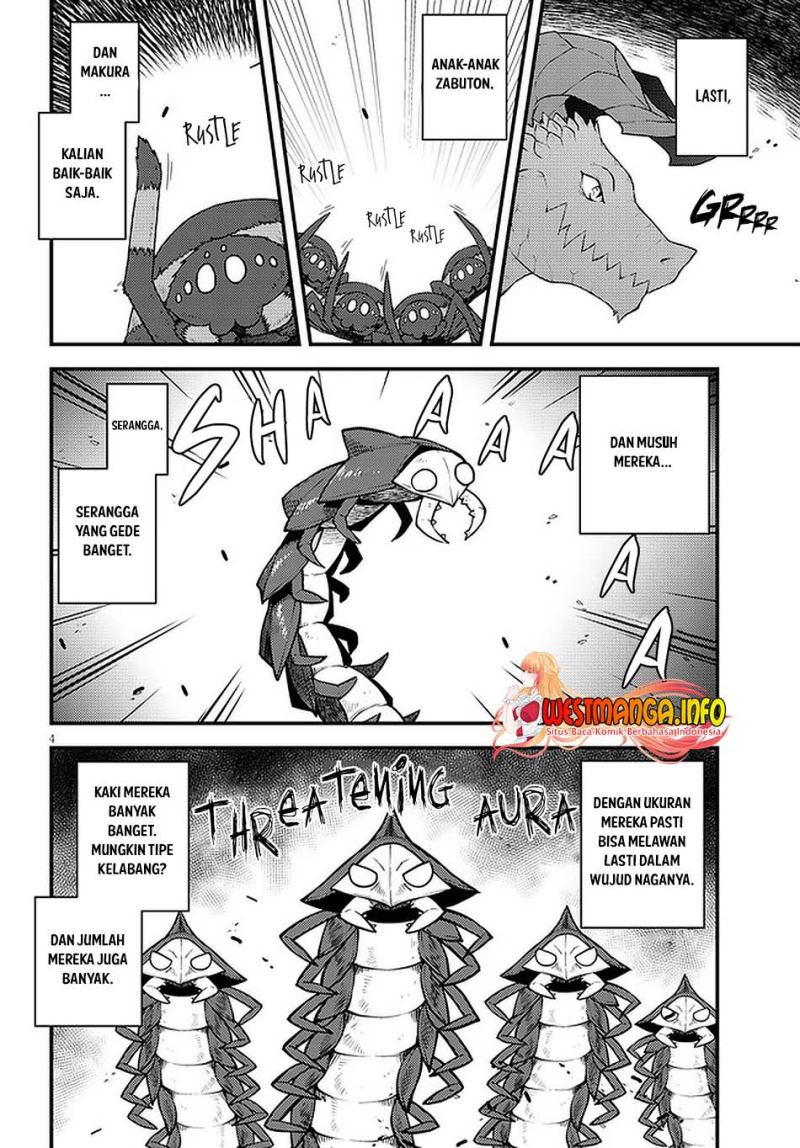 LASTI,
GRRRR
ANAK-ANAK
ZABUTON.
RUSTLE
RUSTLE
RUSTLE
DAN
MAKURA
...
KALIAN
BAIK-BAIK
SAJA.
RUSTLE
DAN MUSUH
MEREKA...
SHAAAAAA
SERANGGA.
SERANGGA
YANG GEDE
BANGET.
WESTMANGA.INFO
Situs Baca Komik Berbahasa Indonesia
4
DENGAN UKURAN
MEREKA PASTI
BISA MELAWAN
LASTI DALAM
WUJUD NAGANYA.
THREATENING AURA
KAKI MEREKA
BANYAK
BANGET.
MUNGKIN TIPE
KELABANG?
DAN JUMLAH
MEREKA JUGA
BANYAK.